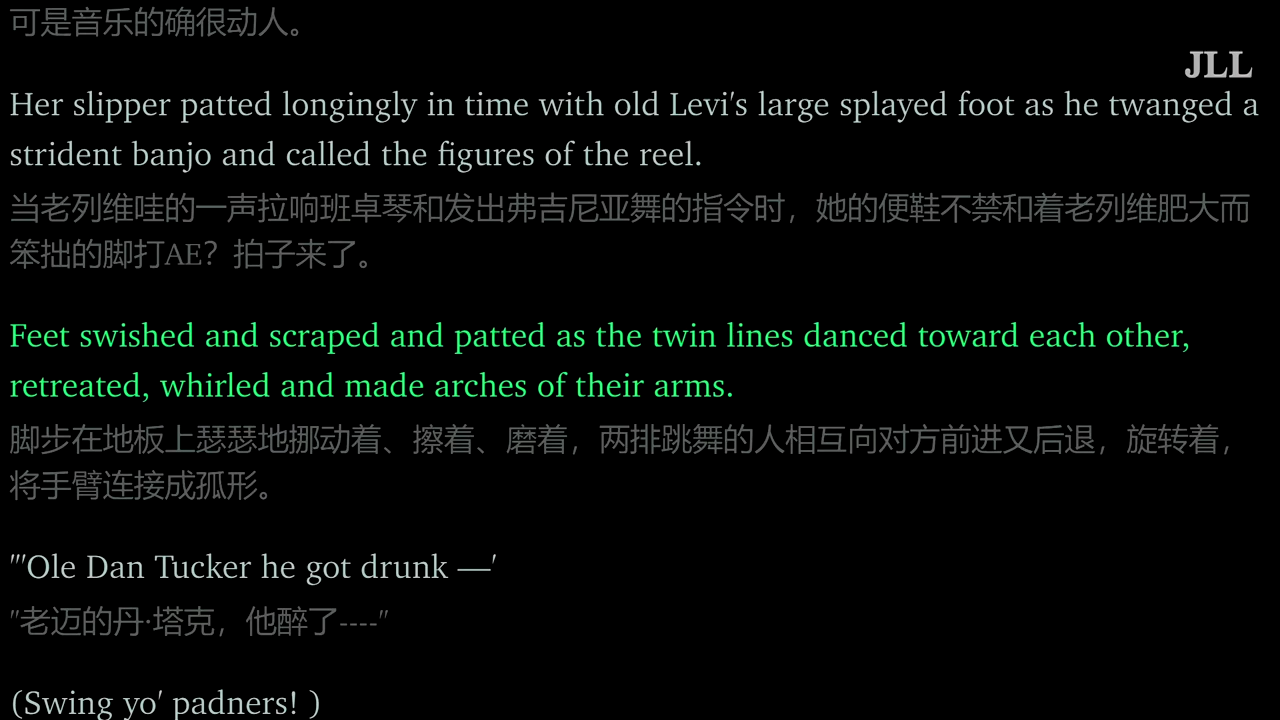 可是音乐的确很动人。
JLL
Her slipper patted longingly in time with old Levi's large splayed foot as he twanged a
strident banjo and called the figures of the reel.
当老列维哇的一声拉响班卓琴和发出弗吉尼亚舞的指令时，她的便鞋不禁和着老列维肥大而
笨拙的脚打AE？拍子来了。
Feet swished and scraped and patted as the twin lines danced toward each other,
retreated, whirled and made arches of their arms.
脚步在地板上瑟瑟地挪动着、擦着、磨着，两排跳舞的人相互向对方前进又后退，旋转着，
将手臂连接成孤形。
"'Ole Dan Tucker he got drunk —'
"老迈的丹·塔克，他醉了----"
(Swing yo' padners! )